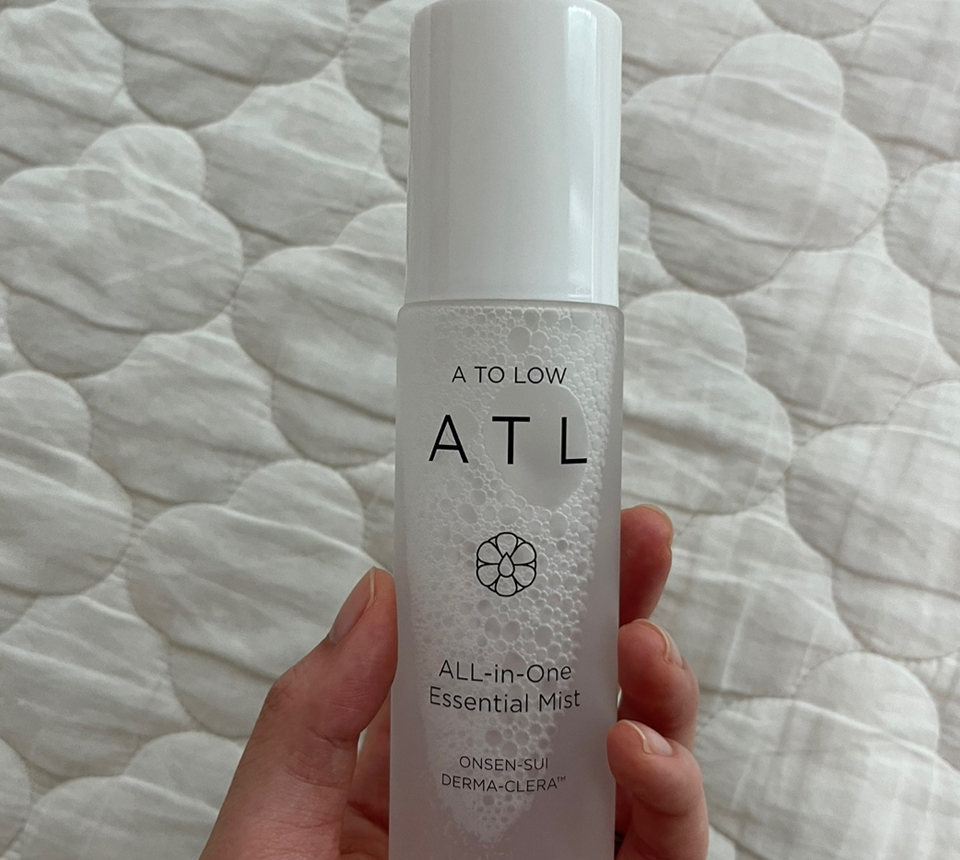 A TO LOW
ATL
ALL-in-One
Essential Mist
ONSEN-SUI
DERMA-CLERA™